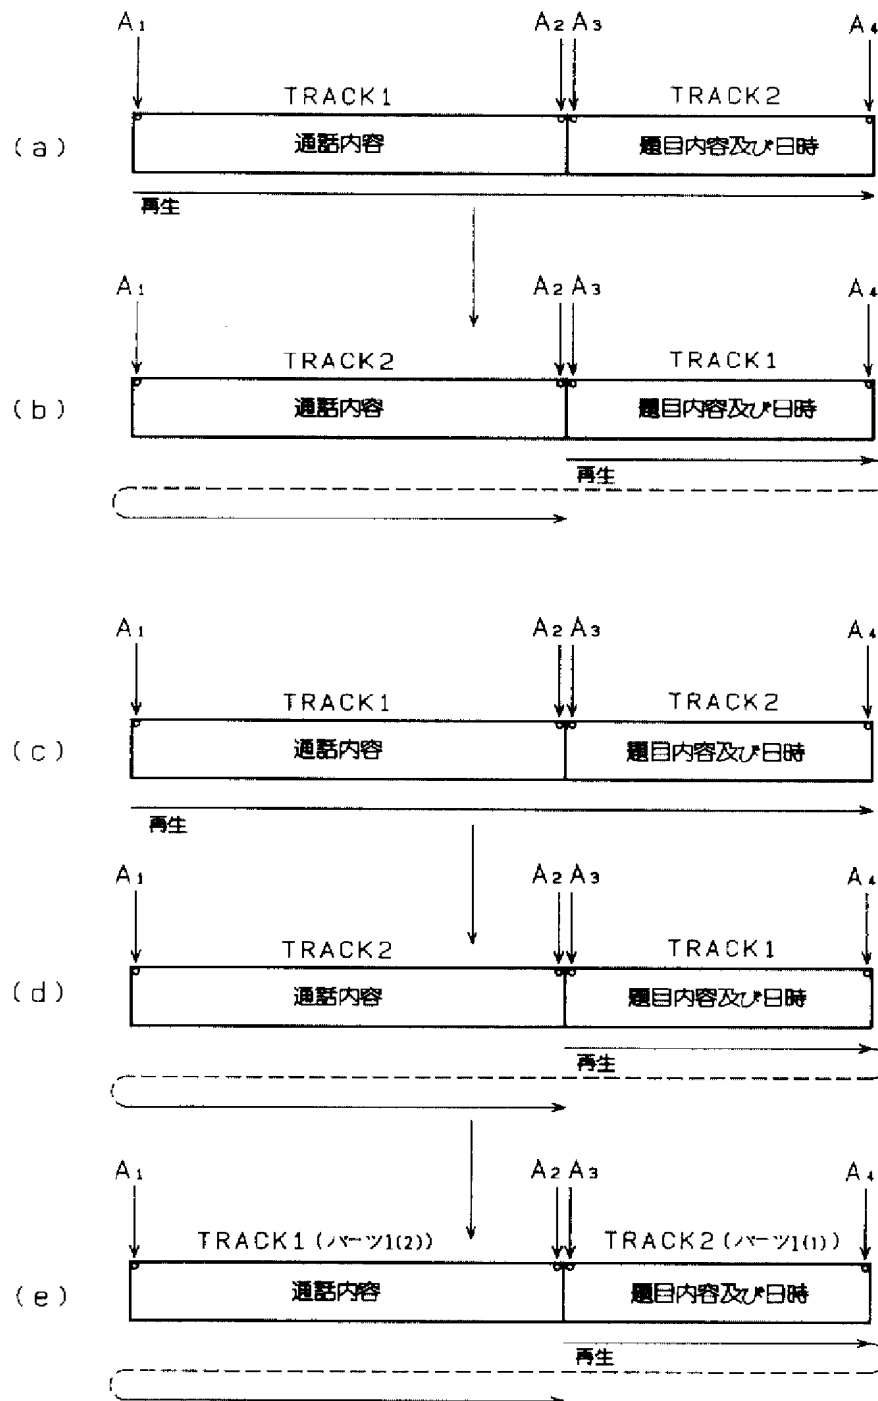 A1 A2 A3 A4
TRACK1 TRACK2
(a) 通話内容 題目内容及び日時
再生
A1 A2 A3 A4
TRACK2 TRACK1
(b) 通話内容 題目内容及び日時
再生
A1 A2 A3 A4
TRACK1 TRACK2
(c) 通話内容 題目内容及び日時
再生
A1 A2 A3 A4
TRACK2 TRACK1
(d) 通話内容 題目内容及び日時
再生
A1 A2 A3 A4
TRACK1(パーツ1(2)) TRACK2(パーツ1(1))
(e) 通話内容 題目内容及び日時
再生